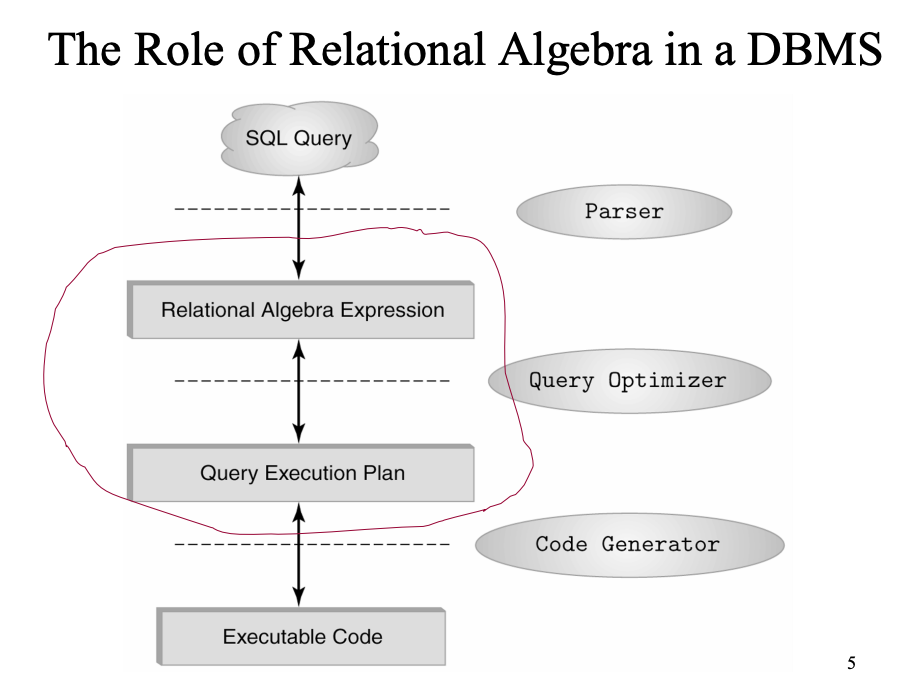 The Role of Relational Algebra in a DBMS
SQL Query
Parser
Relational Algebra Expression
Query Optimizer
Query Execution Plan
Code Generator
Executable Code
5